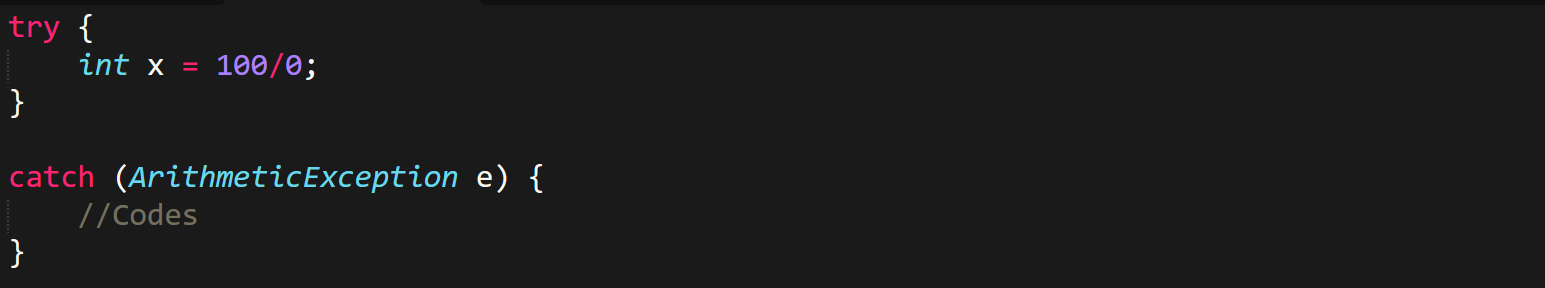 try {
    int x = 100/0;
}
catch (ArithmeticException e) {
    //Codes
}